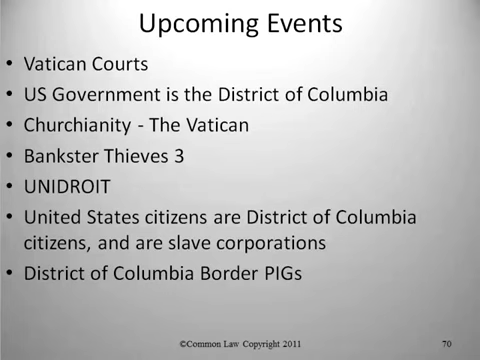 Upcoming Events
• Vatican Courts
• US Government is the District of Columbia
• Churchianity - The Vatican
• Bankster Thieves 3
• UNIDROIT
• United States citizens are District of Columbia
citizens, and are slave corporations
• District of Columbia Border PIGs
©Common Law Copyright 2011
70